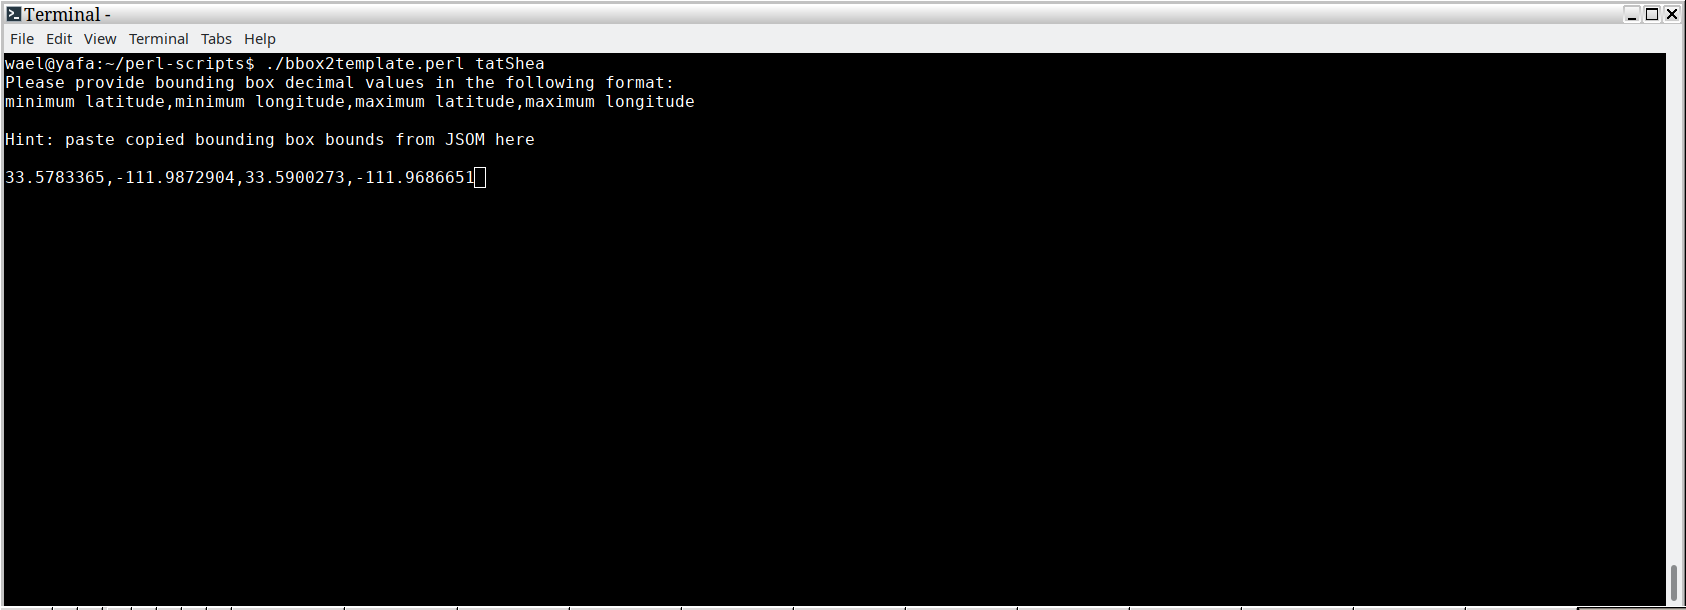 Terminal -
File Edit View Terminal Tabs Help
wael@yafa:~/perl-scripts$ ./bbox2template.perl tatShea
Please provide bounding box decimal values in the following format:
minimum latitude,minimum longitude,maximum latitude,maximum longitude
Hint: paste copied bounding box bounds from JSOM here
33.5783365,-111.9872904,33.5900273,-111.9686651